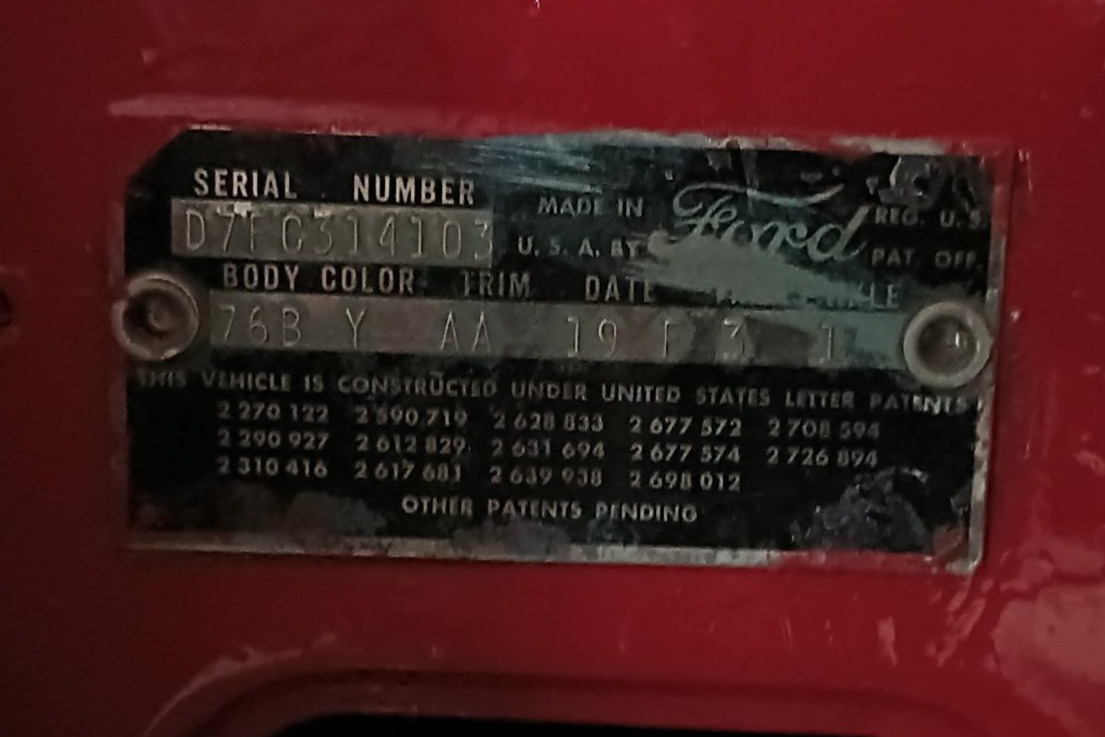 SERIAL NUMBER
D7FG314103
MADE IN
U. S. A. BY
Ford
REG. U. S.
PAT. OFF.
BODY COLOR TRIM DATE
76B Y AA 19 F 3 1
THIS VEHICLE IS CONSTRUCTED UNDER UNITED STATES LETTER PATENTS
2 270 122 2 590 719 2 628 833 2 677 572 2 708 594
2 290 927 2 612 829 2 631 694 2 677 574 2 726 894
2 310 416 2 617 681 2 639 938 2 698 012
OTHER PATENTS PENDING